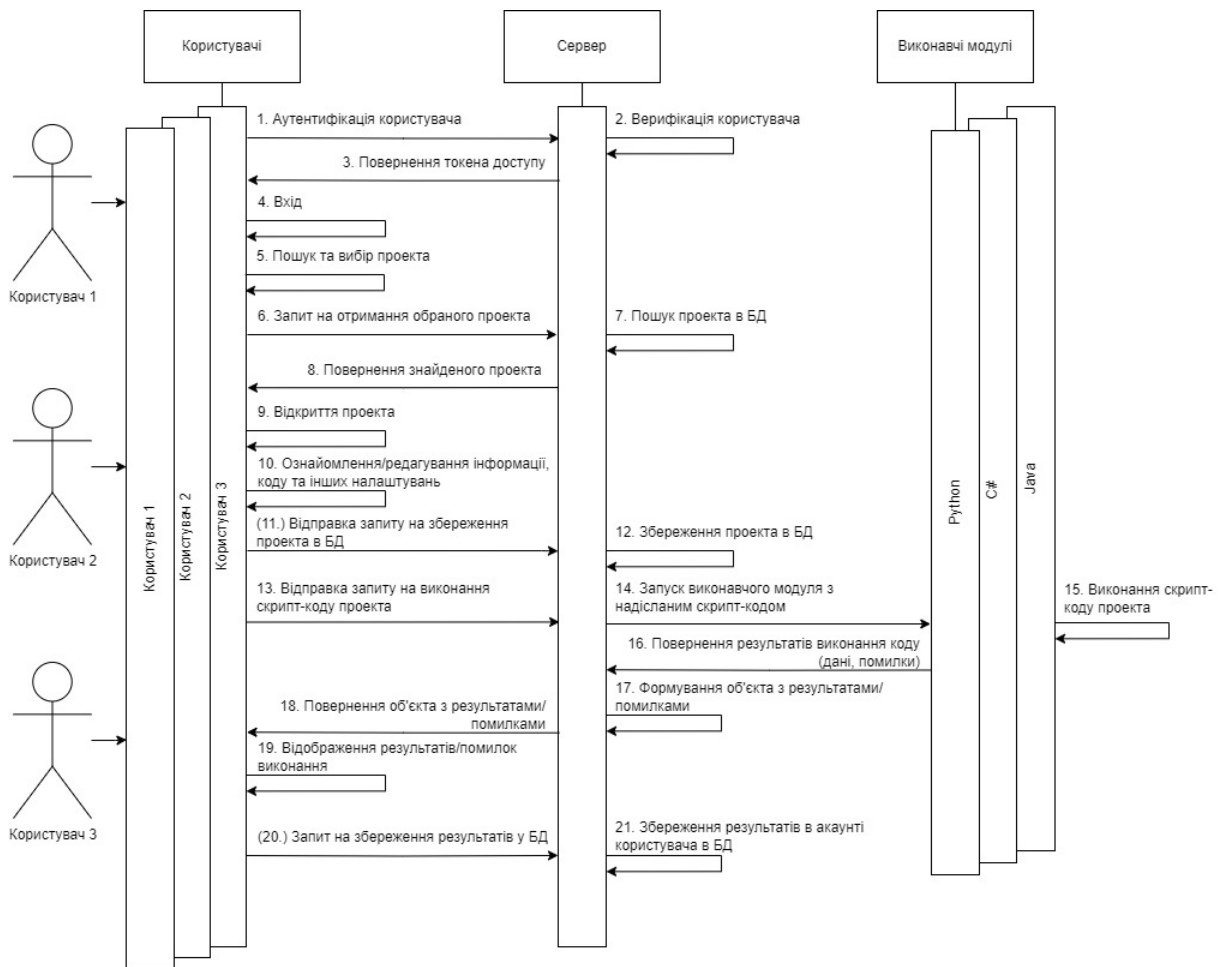 Користувачі
Сервер
Виконавчі модулі
1. Аутентифікація користувача
2. Верифікація користувача
3. Повернення токена доступу
4. Вхід
5. Пошук та вибір проекта
Користувач 1
6. Запит на отримання обраного проекта
7. Пошук проекта в БД
8. Повернення знайденого проекта
9. Відкриття проекта
10. Ознайомлення/редагування інформації,
коду та інших налаштувань
Користувач 1
Користувач 2
Користувач 3
Python
C#
Java
(11.) Відправка запиту на збереження
проекта в БД
12. Збереження проекта в БД
Користувач 2
13. Відправка запиту на виконання
скрипт-коду проекта
14. Запуск виконавчого модуля з
надісланим скрипт-кодом
15. Виконання скрипт-
коду проекта
16. Повернення результатів виконання коду
(дані, помилки)
17. Формування об'єкта з результатами/
помилками
18. Повернення об'єкта з результатами/
помилками
19. Відображення результатів/помилок
виконання
Користувач 3
(20.) Запит на збереження результатів у БД
21. Збереження результатів в акаунті
користувача в БД